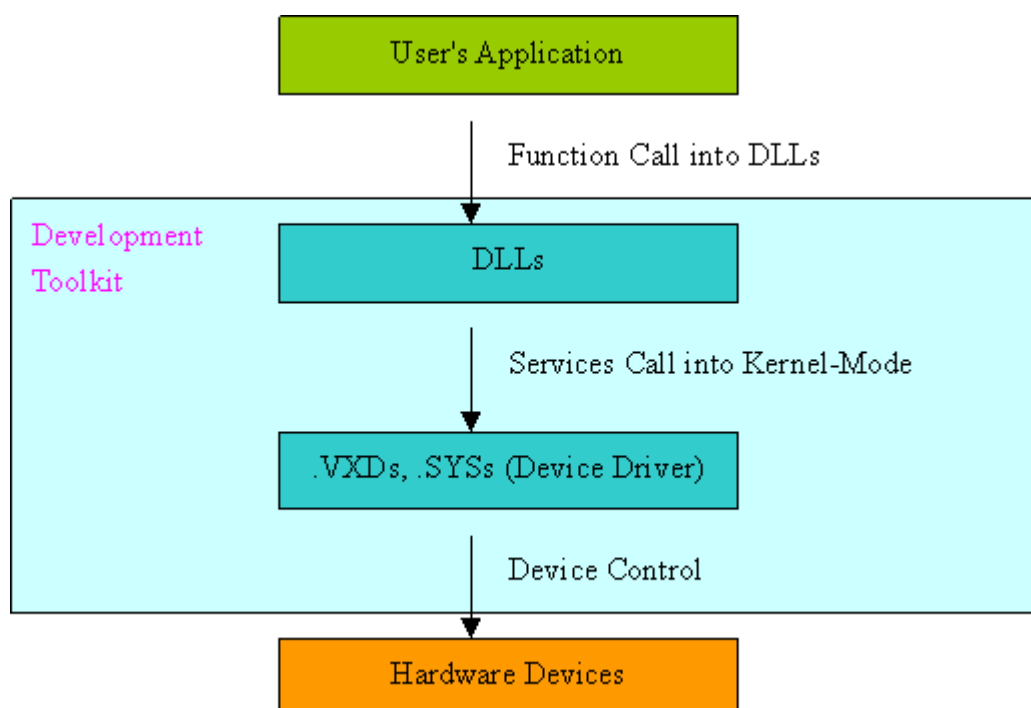 User's Application
Function Call into DLLs
Development
Toolkit
DLLs
Services Call into Kernel-Mode
.VXDs, .SYSs (Device Driver)
Device Control
Hardware Devices